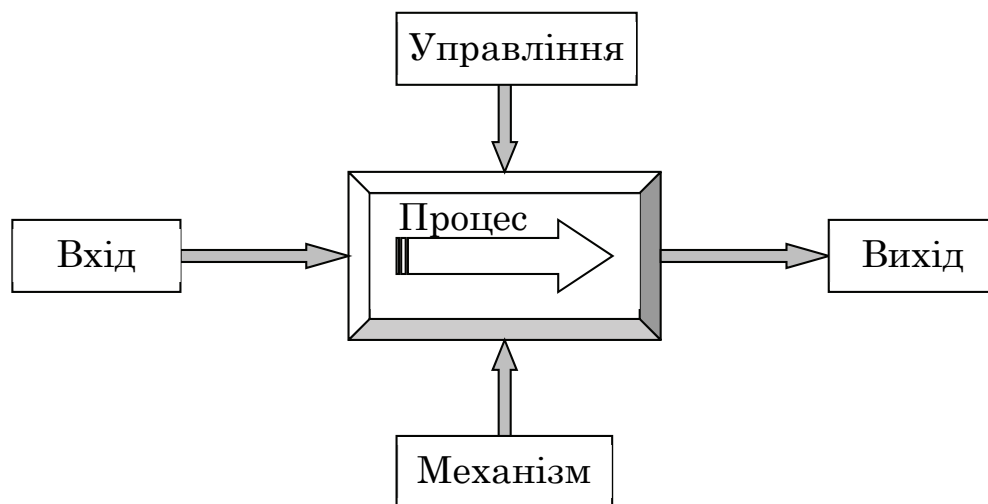 Управління
Процес
Вхід
Вихід
Механізм